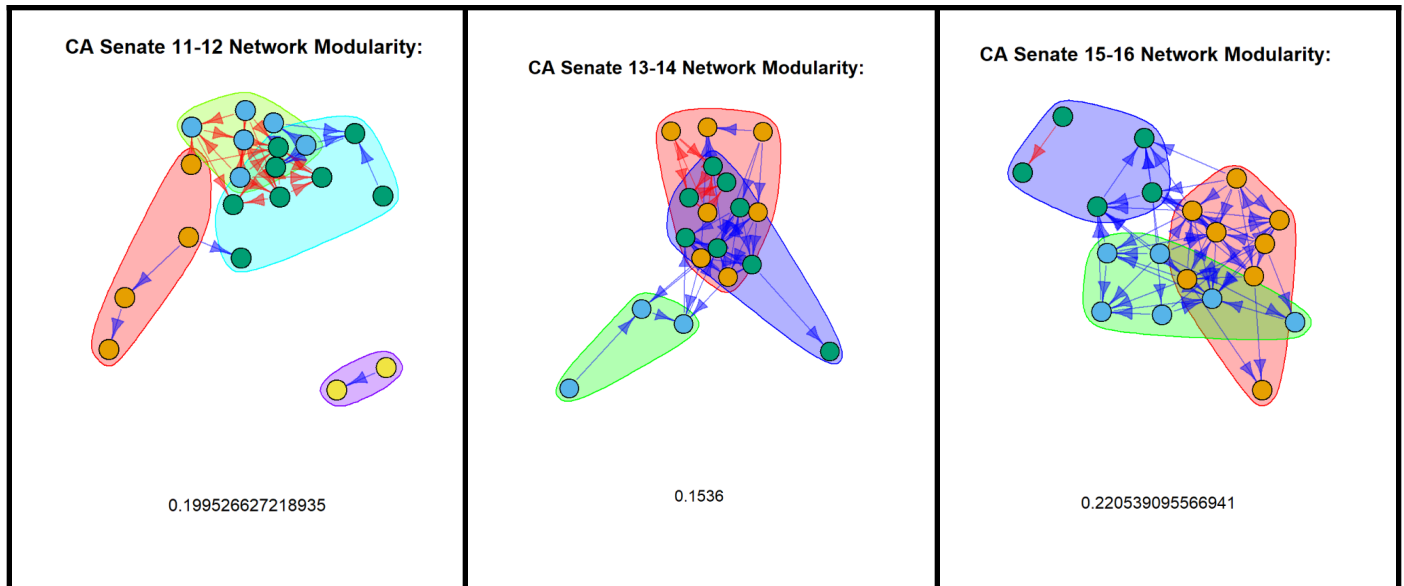 CA Senate 11-12 Network Modularity:
0.199526627218935
CA Senate 13-14 Network Modularity:
0.1536
CA Senate 15-16 Network Modularity:
0.220539095566941